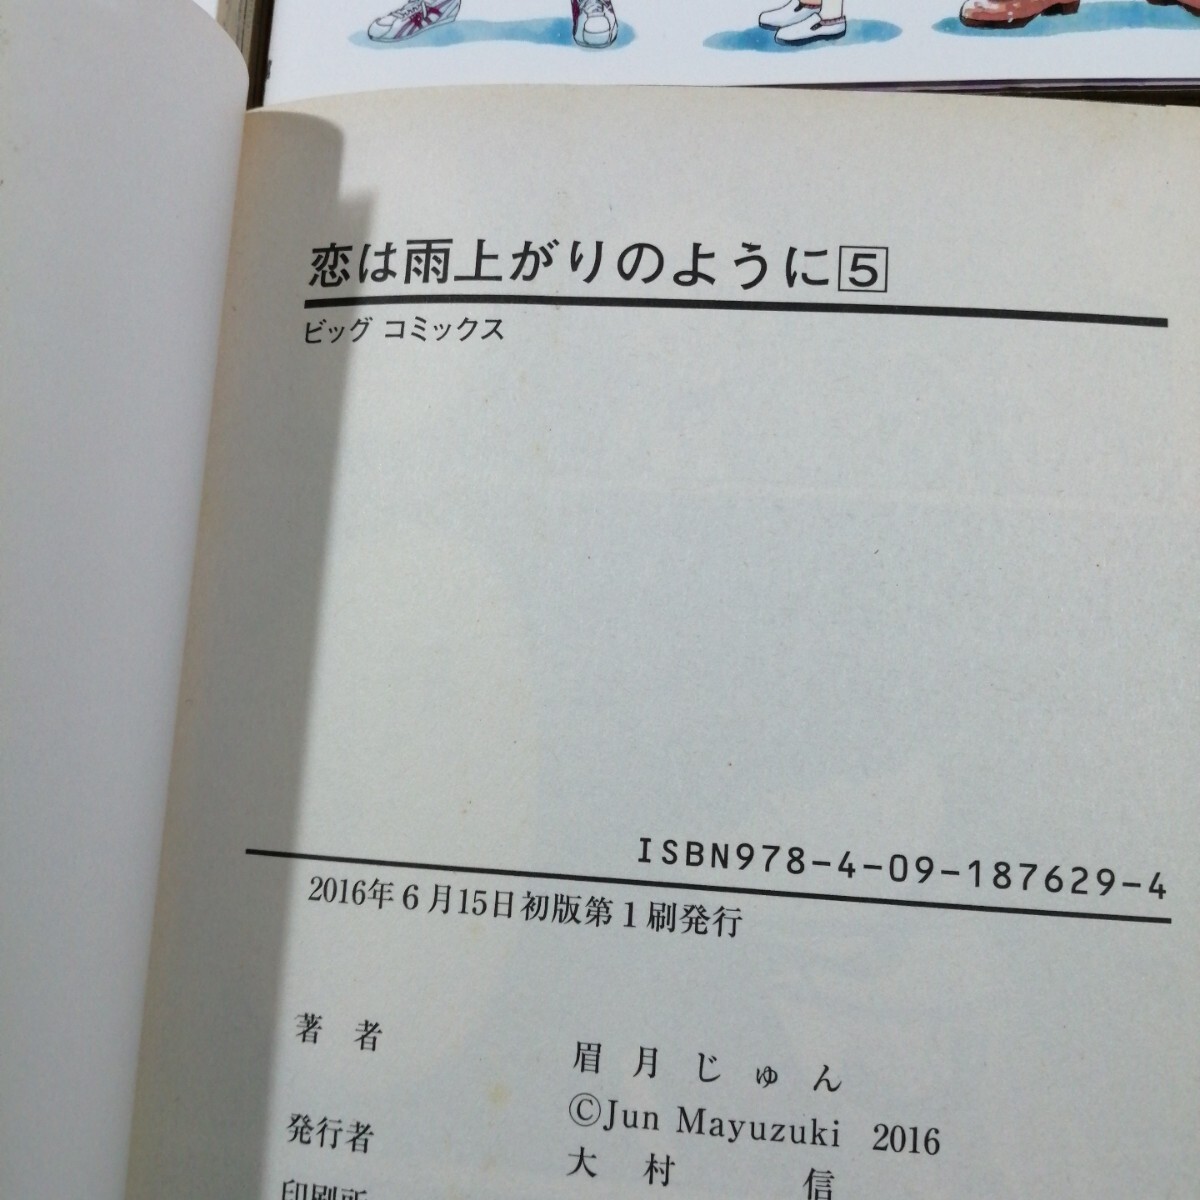 恋は雨上がりのように5
ビッグ コミックス
ISBN978-4-09-187629-4
2016年6月15日初版第1刷発行
著者 眉月じゅん
©Jun Mayuzuki 2016
発行者 大村 信
印刷所